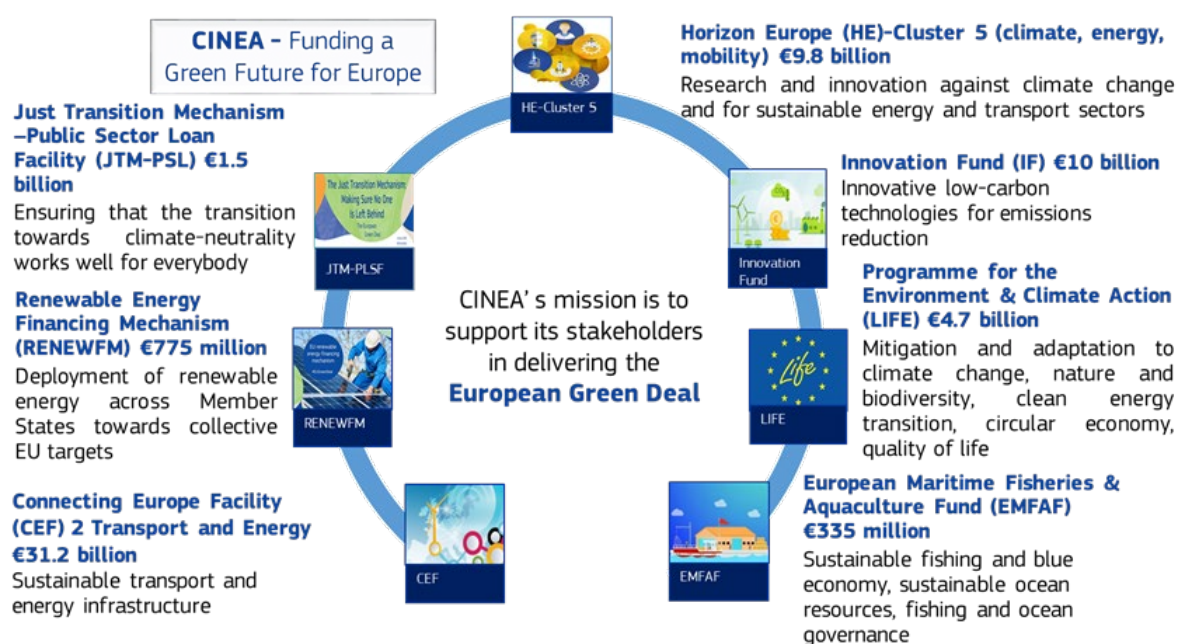 CINEA – Funding a
Green Future for Europe
HE-Cluster 5
Horizon Europe (HE)-Cluster 5 (climate, energy,
mobility) €9.8 billion
Research and innovation against climate change
and for sustainable energy and transport sectors
Just Transition Mechanism
–Public Sector Loan
Facility (JTM-PSL) €1.5
billion
Ensuring that the transition
towards climate-neutrality
works well for everybody
The Just Transition Mechanism
Making Sure No One
Is Left Behind
The European
Green Deal
JTM-PLSF
Innovation
Fund
Innovation Fund (IF) €10 billion
Innovative low-carbon
technologies for emissions
reduction
Renewable Energy
Financing Mechanism
(RENEWFM) €775 million
Deployment of renewable
energy across Member
States towards collective
EU targets
EU renewable
energy financing
mechanism
RENEWFM
CINEA' s mission is to
support its stakeholders
in delivering the
European Green Deal
Life
LIFE
Programme for the
Environment & Climate Action
(LIFE) €4.7 billion
Mitigation and adaptation to
climate change, nature and
biodiversity, clean energy
transition, circular economy,
quality of life
Connecting Europe Facility
(CEF) 2 Transport and Energy
€31.2 billion
Sustainable transport and
energy infrastructure
CEF
EMFAF
European Maritime Fisheries &
Aquaculture Fund (EMFAF)
€335 million
Sustainable fishing and blue
economy, sustainable ocean
resources, fishing and ocean
governance